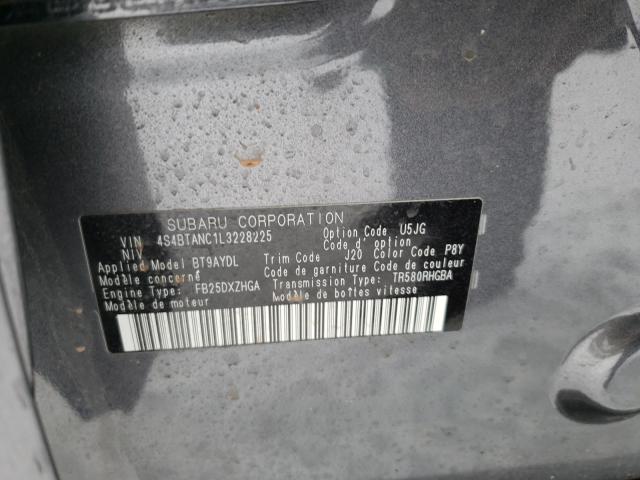 SUBARU CORPORATION
VIN 4S4BTANC1L3228225 Option Code U5JG
NIV Code d' option
Applied Model BT9AYDL Trim Code J20 Color Code P8Y
Modèle concerné Code de garniture Code de couleur
Engine Type: FB25DXZHGA Transmission Type: TR580RHGBA
Modèle de moteur: Modèle de boîtes vitesse: